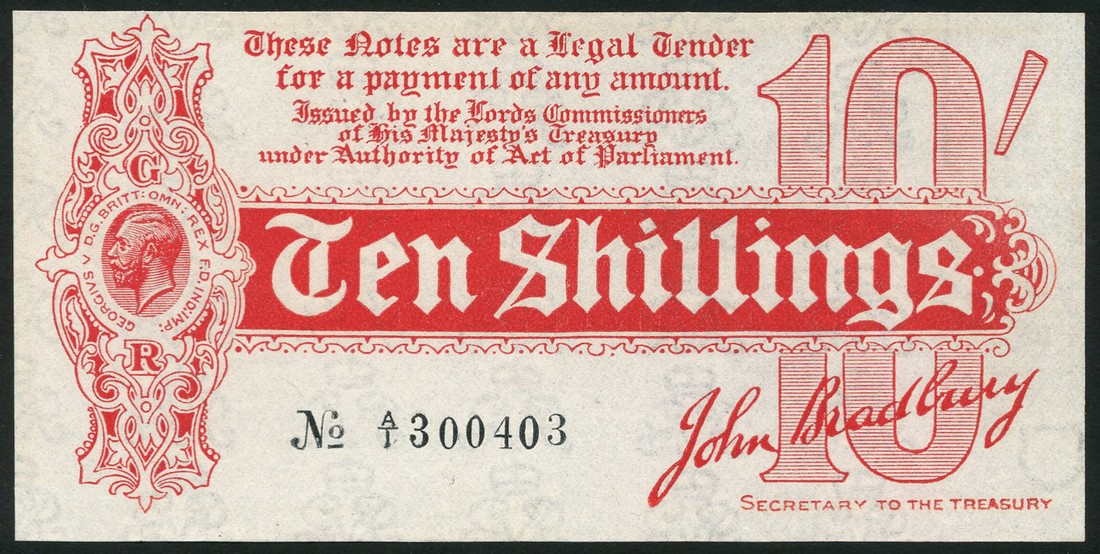 These Notes are a Legal Tender
for a payment of any amount.
Issued by the Lords Commissioners
of His Majesty's Treasury
under Authority of Act of Parliament.
10/
G
GEORGIVS V D.G. BRITT: OMN: REX F.D. IND: IMP:
R
Ten Shillings.
10
No A/1 300403
John Bradbury
SECRETARY TO THE TREASURY